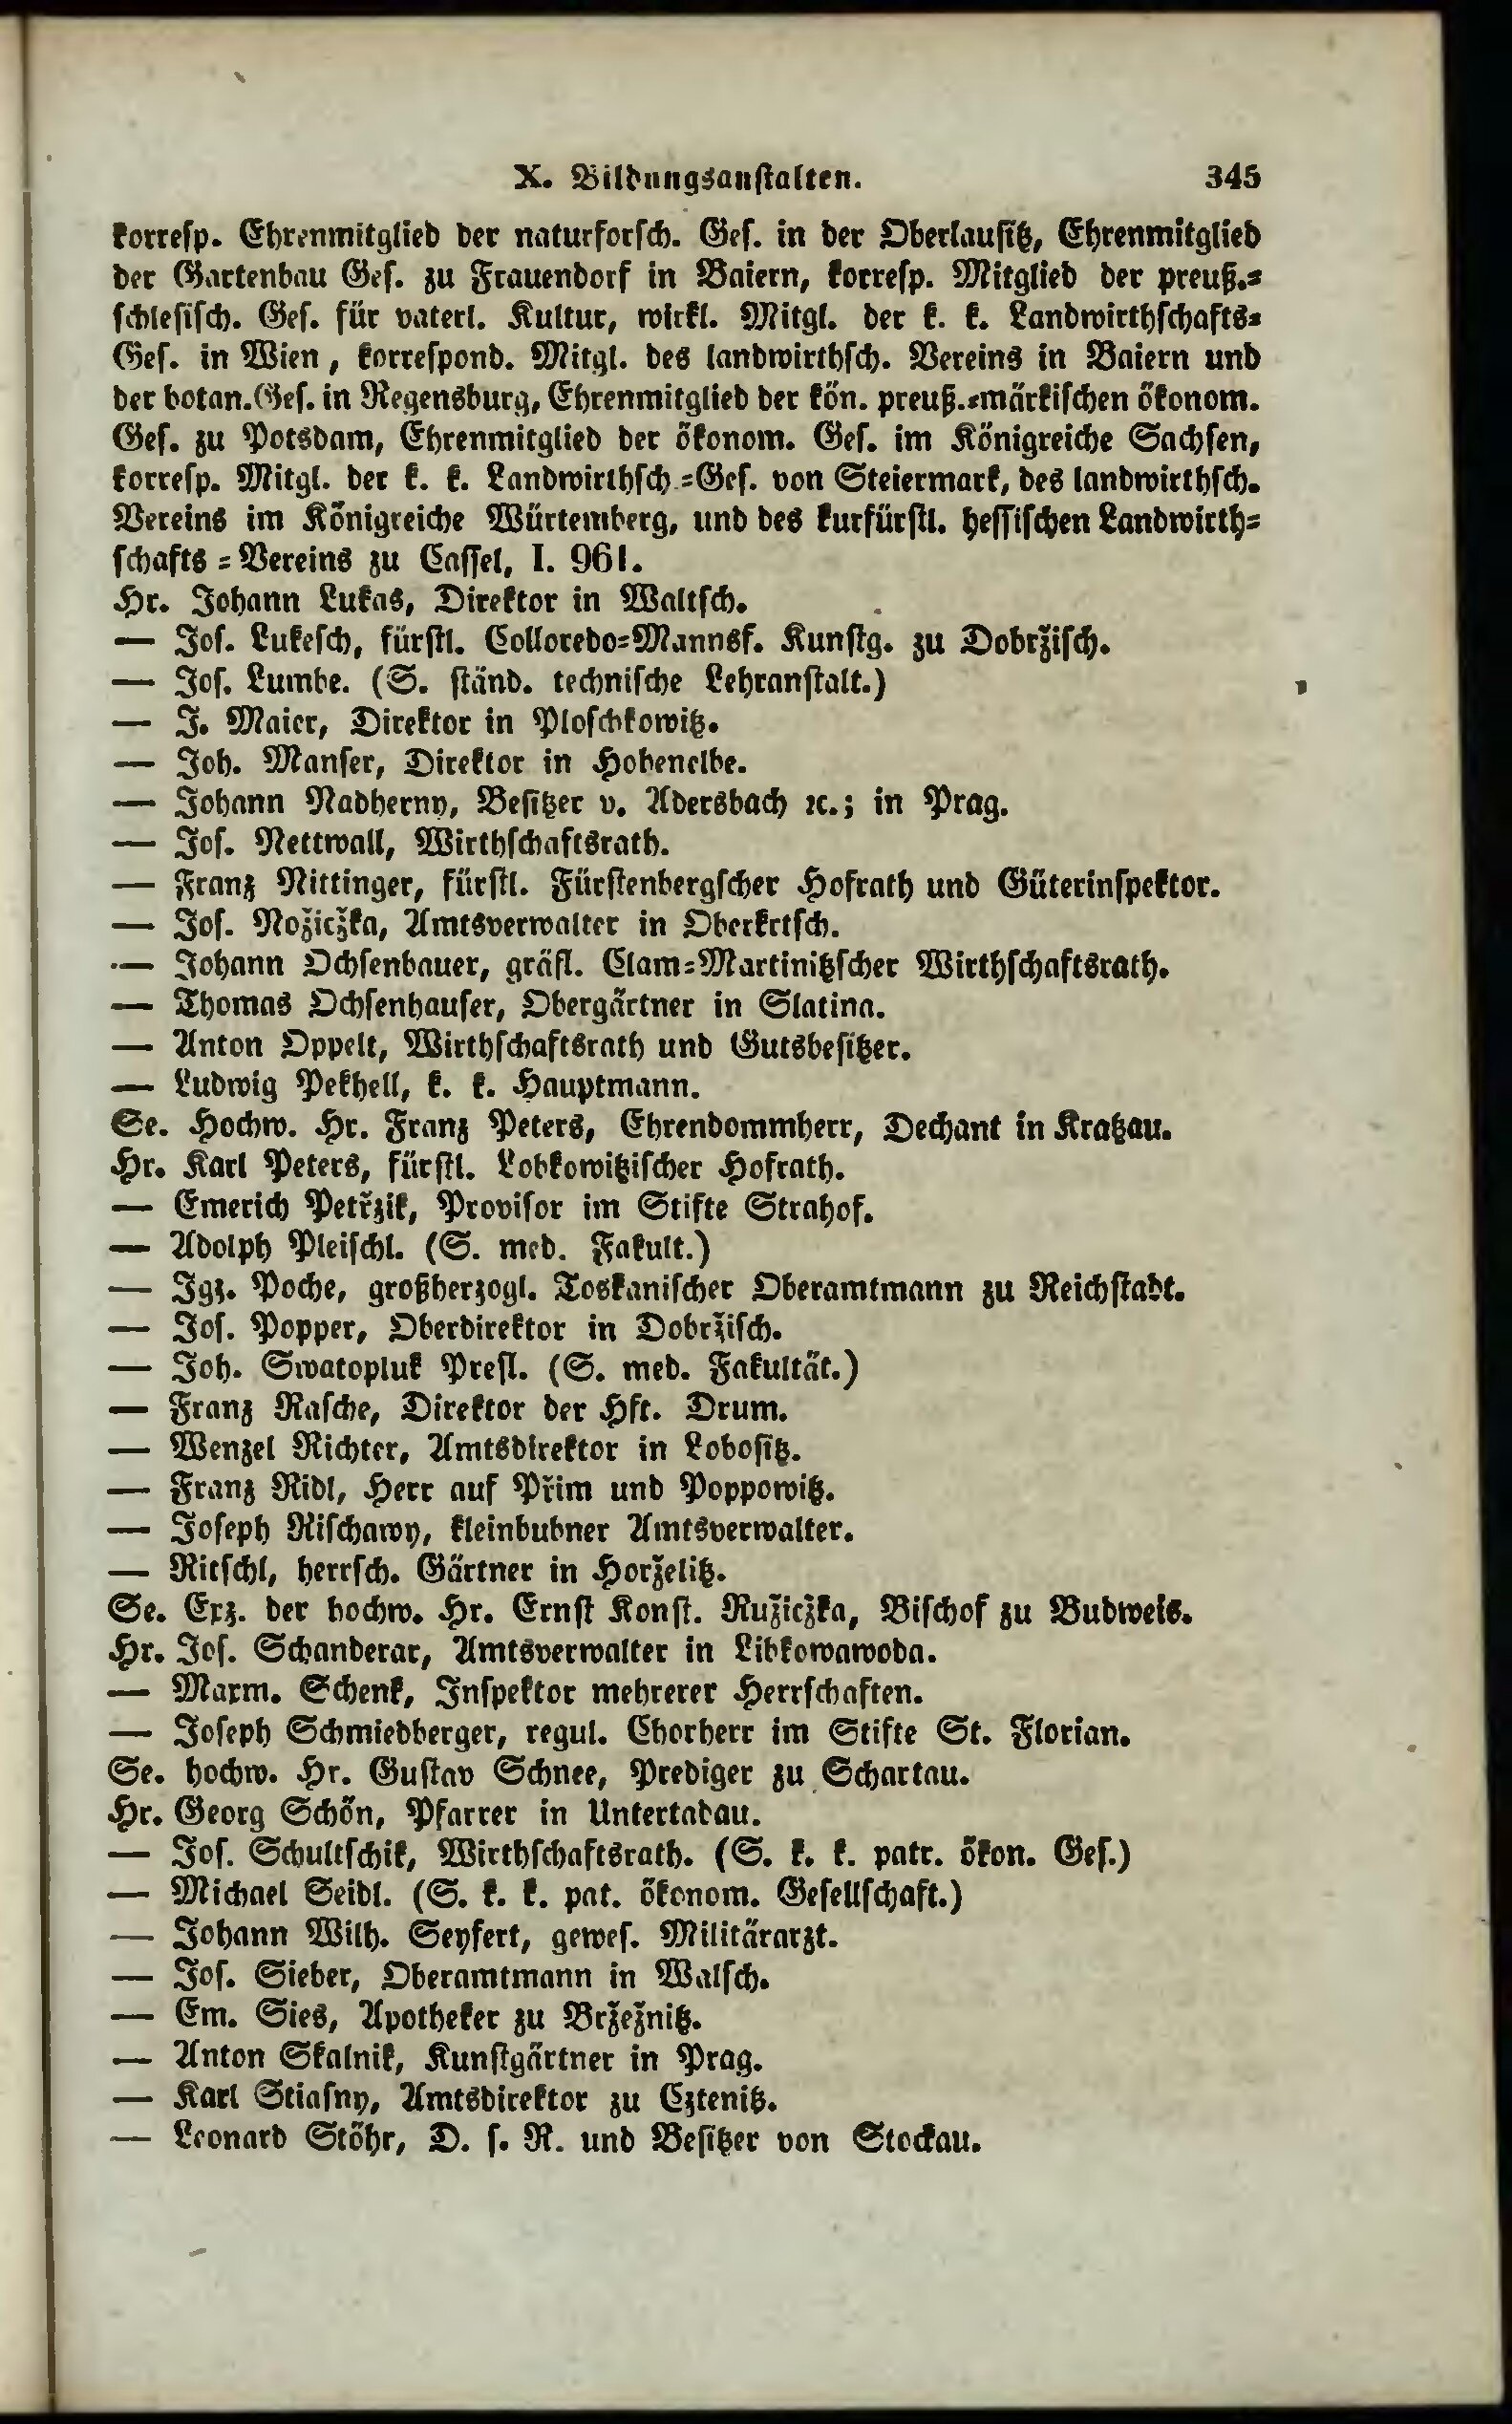 X. Bildungsanstalten. 345
korresp. Ehrenmitglied der naturforsch. Ges. in der Oberlausitz, Ehrenmitglied
der Gartenbau Ges. zu Frauendorf in Baiern, korresp. Mitglied der preuß.=
schlesisch. Ges. für vaterl. Kultur, wirkl. Mitgl. der k. k. Landwirthschafts=
Ges. in Wien, korrespond. Mitgl. des landwirthsch. Vereins in Baiern und
der botan. Ges. in Regensburg, Ehrenmitglied der kön. preuß.=märkischen ökonom.
Ges. zu Potsdam, Ehrenmitglied der ökonom. Ges. im Königreiche Sachsen,
korresp. Mitgl. der k. k. Landwirthsch.=Ges. von Steiermark, des landwirthsch.
Vereins im Königreiche Würtemberg, und des kurfürstl. hessischen Landwirth=
schafts=Vereins zu Cassel, I. 961.
Hr. Johann Lukas, Direktor in Waltsch.
— Jos. Lukesch, fürstl. Colloredo=Mannsf. Kunstg. zu Dobržisch.
— Jos. Lumbe. (S. ständ. technische Lehranstalt.)
— J. Maier, Direktor in Ploschkowitz.
— Joh. Manser, Direktor in Hohenelbe.
— Johann Nadherny, Besitzer v. Adersbach ꝛc.; in Prag.
— Jos. Nettwall, Wirthschaftsrath.
— Franz Nittinger, fürstl. Fürstenbergscher Hofrath und Güterinspektor.
— Jos. Nožiczka, Amtsverwalter in Oberkrtsch.
— Johann Ochsenbauer, gräfl. Clam=Martinitzscher Wirthschaftsrath.
— Thomas Ochsenhauser, Obergärtner in Slatina.
— Anton Oppelt, Wirthschaftsrath und Gutsbesitzer.
— Ludwig Pekhell, k. k. Hauptmann.
Se. Hochw. Hr. Franz Peters, Ehrendommherr, Dechant in Kratzau.
Hr. Karl Peters, fürstl. Lobkowitzischer Hofrath.
— Emerich Petřzik, Provisor im Stifte Strahof.
— Adolph Pleischl. (S. med. Fakult.)
— Igz. Poche, großherzogl. Toskanischer Oberamtmann zu Reichstadt.
— Jos. Popper, Oberdirektor in Dobržisch.
— Joh. Swatopluk Presl. (S. med. Fakultät.)
— Franz Rasche, Direktor der Hft. Drum.
— Wenzel Richter, Amtsdirektor in Lobositz.
— Franz Ridl, Herr auf Přim und Poppowitz.
— Joseph Rischawy, kleinbubner Amtsverwalter.
— Ritschl, herrsch. Gärtner in Horželitz.
Se. Exz. der hochw. Hr. Ernst Konst. Ružiczka, Bischof zu Budweis.
Hr. Jos. Schanderar, Amtsverwalter in Libkowawoda.
— Marm. Schenk, Inspektor mehrerer Herrschaften.
— Joseph Schmiedberger, regul. Chorherr im Stifte St. Florian.
Se. hochw. Hr. Gustav Schnee, Prediger zu Schartau.
Hr. Georg Schön, Pfarrer in Untertabau.
— Jos. Schultschik, Wirthschaftsrath. (S. k. k. patr. ökon. Ges.)
— Michael Seidl. (S. k. k. pat. ökonom. Gesellschaft.)
— Johann Wilh. Seyfert, gewes. Militärarzt.
— Jos. Sieber, Oberamtmann in Walsch.
— Em. Sies, Apotheker zu Bržežnitz.
— Anton Skalnik, Kunstgärtner in Prag.
— Karl Stiasny, Amtsdirektor zu Cztenitz.
— Leonard Stöhr, D. s. R. und Besitzer von Stockau.